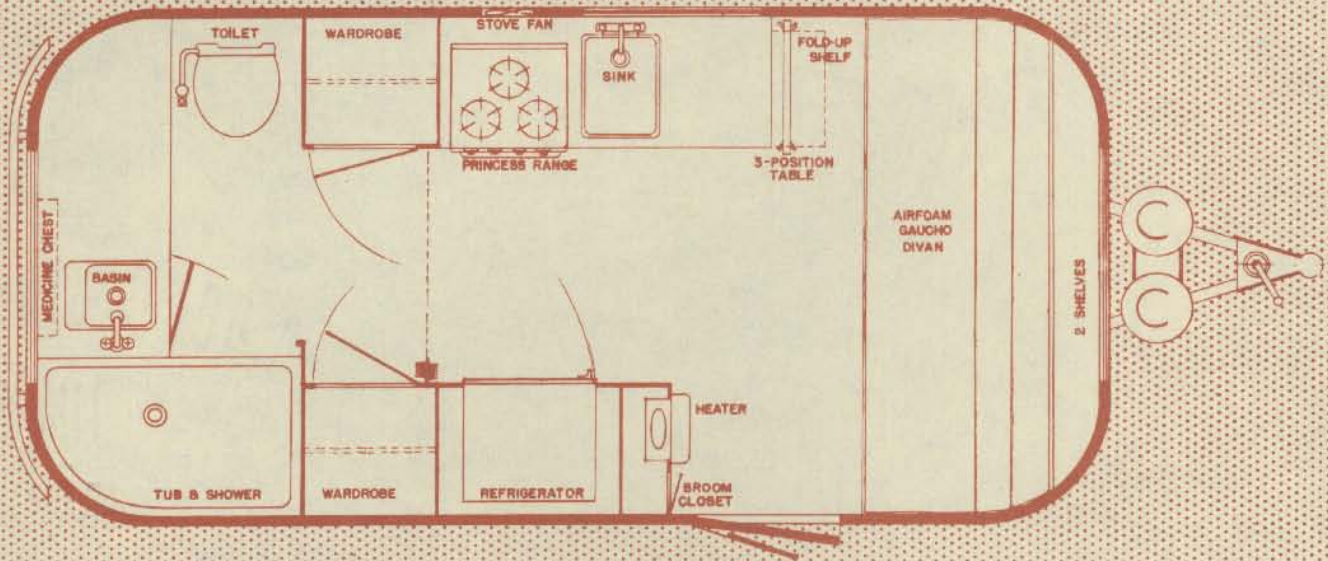 TOILET
WARDROBE
STOVE FAN
SINK
FOLD-UP
SHELF
PRINCESS RANGE
3-POSITION
TABLE
MEDICINE CHEST
BASIN
AIRFOAM
GAUCHO
DIVAN
2 SHELVES
HEATER
TUB & SHOWER
WARDROBE
REFRIGERATOR
BROOM
CLOSET